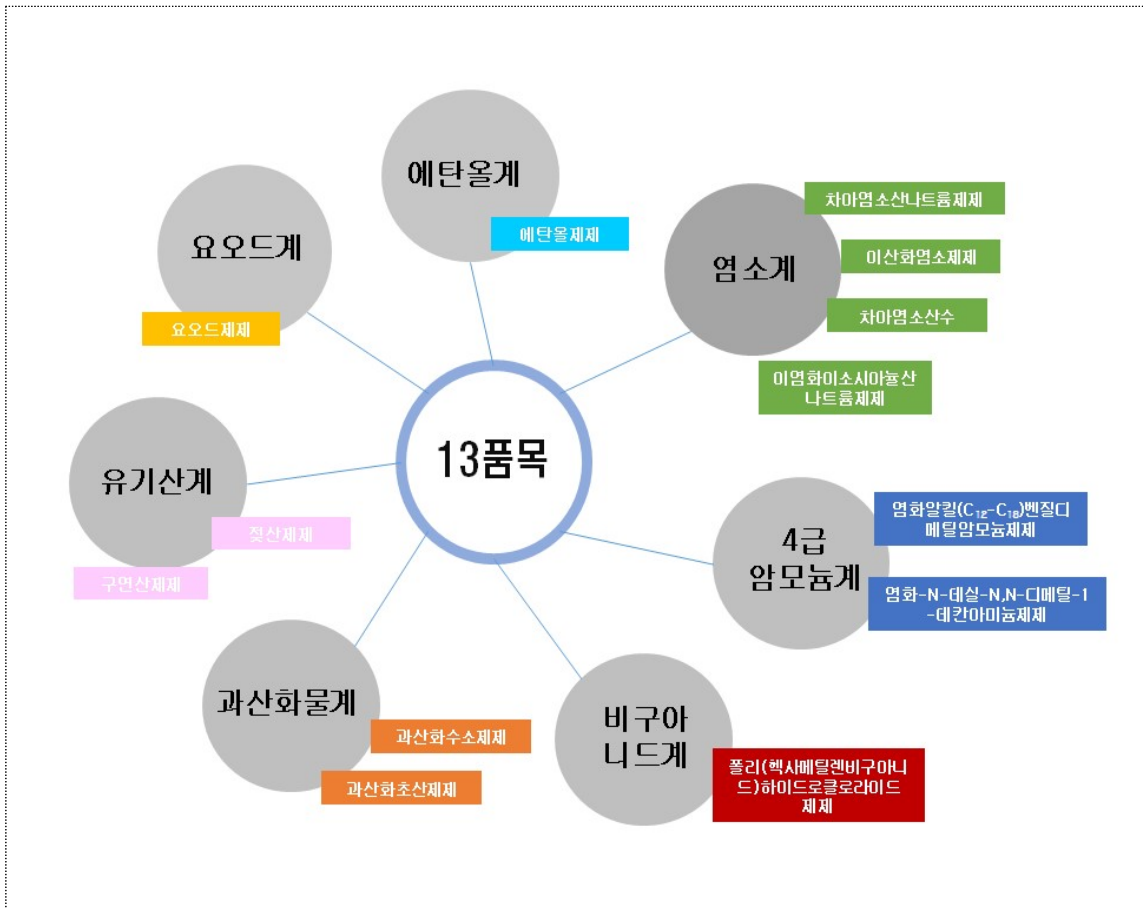 에탄올계
에탄올제제
염소계
차아염소산나트륨제제
이산화염소제제
차아염소산수
이염화이소시아뉼산
나트륨제제
4급
암모늄계
염화알킬(C₁₂-C₁₈)벤질디
메틸암모늄제제
염화-N-데실-N,N-디메틸-1
-데칸아미늄제제
비구아
니드계
폴리(헥사메틸렌비구아니
드)하이드로클로라이드
제제
과산화물계
과산화수소제제
과산화초산제제
유기산계
젖산제제
구연산제제
요오드계
요오드제제
13품목